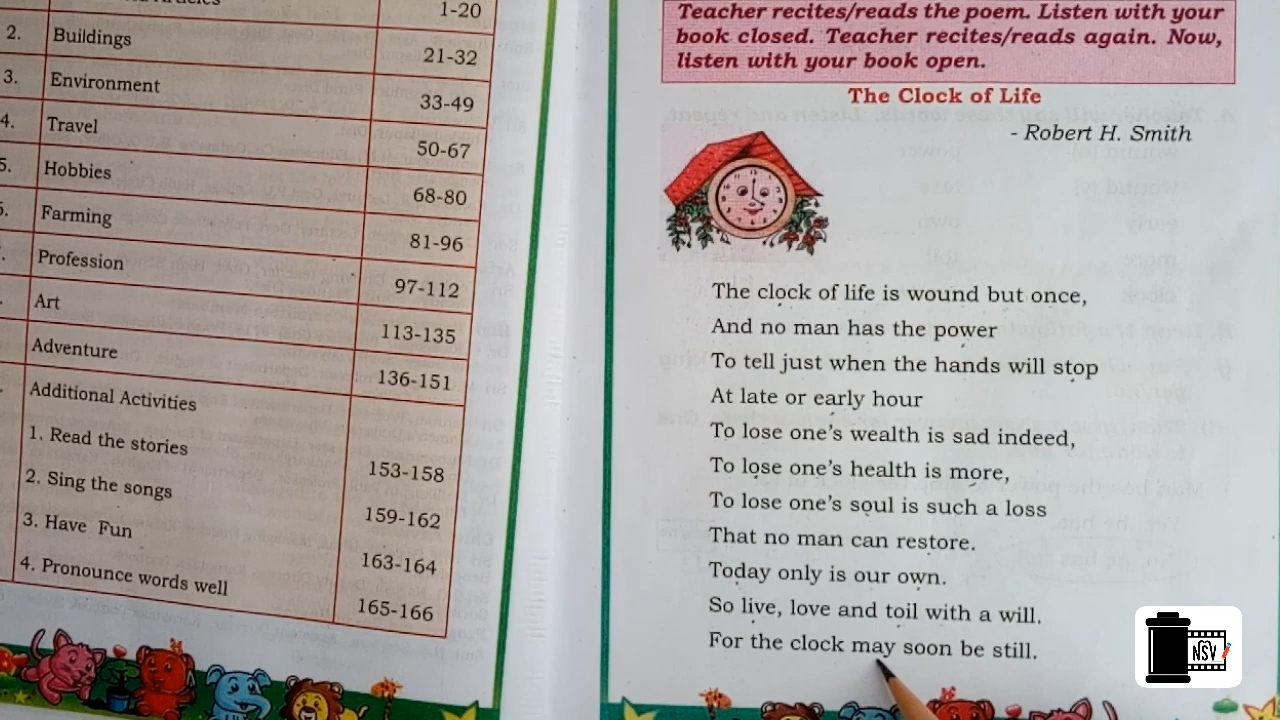 1-20
2. Buildings 21-32
3. Environment 33-49
4. Travel 50-67
5. Hobbies 68-80
Farming 81-96
Profession 97-112
Art 113-135
Adventure 136-151
Additional Activities
1. Read the stories 153-158
2. Sing the songs 159-162
3. Have Fun 163-164
4. Pronounce words well 165-166
Teacher recites/reads the poem. Listen with your
book closed. Teacher recites/reads again. Now,
listen with your book open.
The Clock of Life
- Robert H. Smith
The clock of life is wound but once,
And no man has the power
To tell just when the hands will stop
At late or early hour
To lose one's wealth is sad indeed,
To lose one's health is more,
To lose one's soul is such a loss
That no man can restore.
Today only is our own.
So live, love and toil with a will.
For the clock may soon be still.
NSV